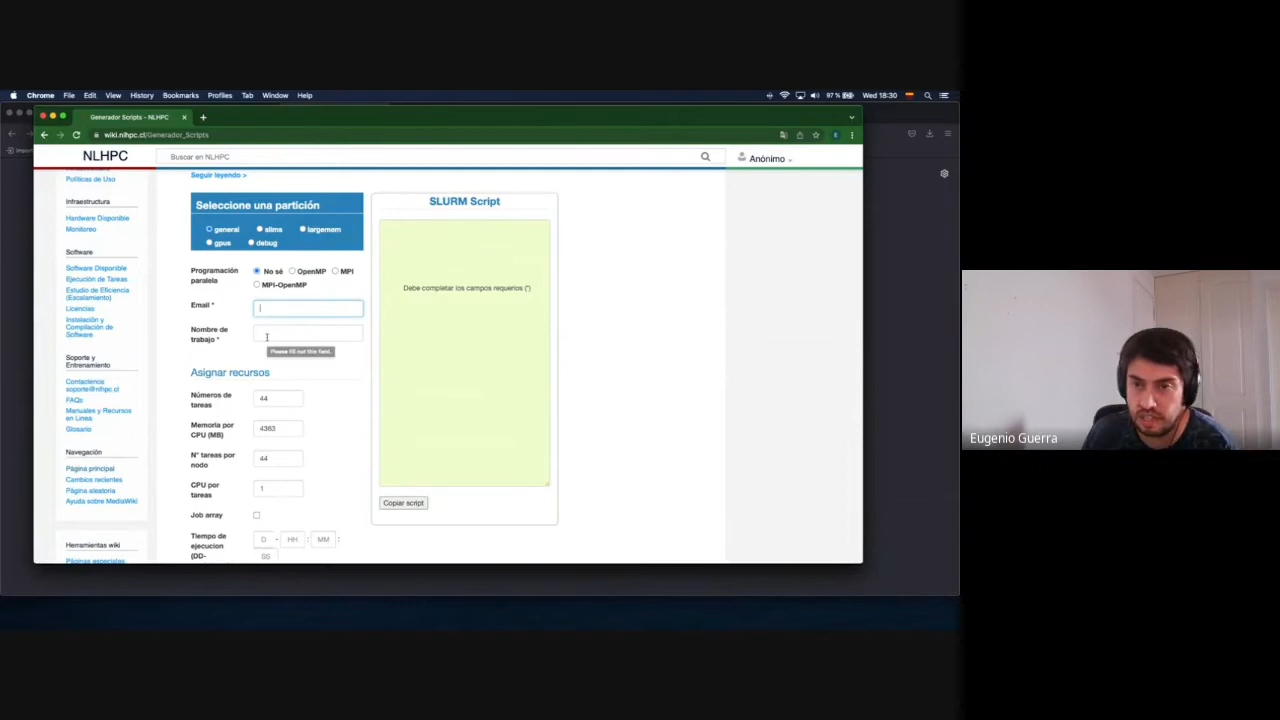 Chrome File Edit View History Bookmarks Profiles Tab Window Help
97 % Wed 18:30
Generador Scripts - NLHPC
wiki.nlhpc.cl/Generador_Scripts
NLHPC
Buscar en NLHPC
Anónimo
Políticas de Uso
Infraestructura
Hardware Disponible
Monitoreo
Software
Software Disponible
Ejecución de Tareas
Estudio de Eficiencia
(Escalamiento)
Licencias
Instalación y
Compilación de
Software
Soporte y
Entrenamiento
Contactenos
soporte@nlhpc.cl
FAQs
Manuales y Recursos
en Linea
Glosario
Navegación
Página principal
Cambios recientes
Página aleatoria
Ayuda sobre MediaWiki
Herramientas wiki
Páginas especiales
Seguir leyendo >
Seleccione una partición
general slims largemem
gpus debug
Programación
paralela
No sé OpenMP MPI
MPI-OpenMP
Email *
Nombre de
trabajo *
Please fill out this field.
Asignar recursos
Números de
tareas
44
Memoria por
CPU (MB)
4363
N° tareas por
nodo
44
CPU por
tareas
1
Job array
Tiempo de
ejecucion
(DD-
D - HH : MM :
SS
SLURM Script
Debe completar los campos requerios (*)
Copiar script
Eugenio Guerra